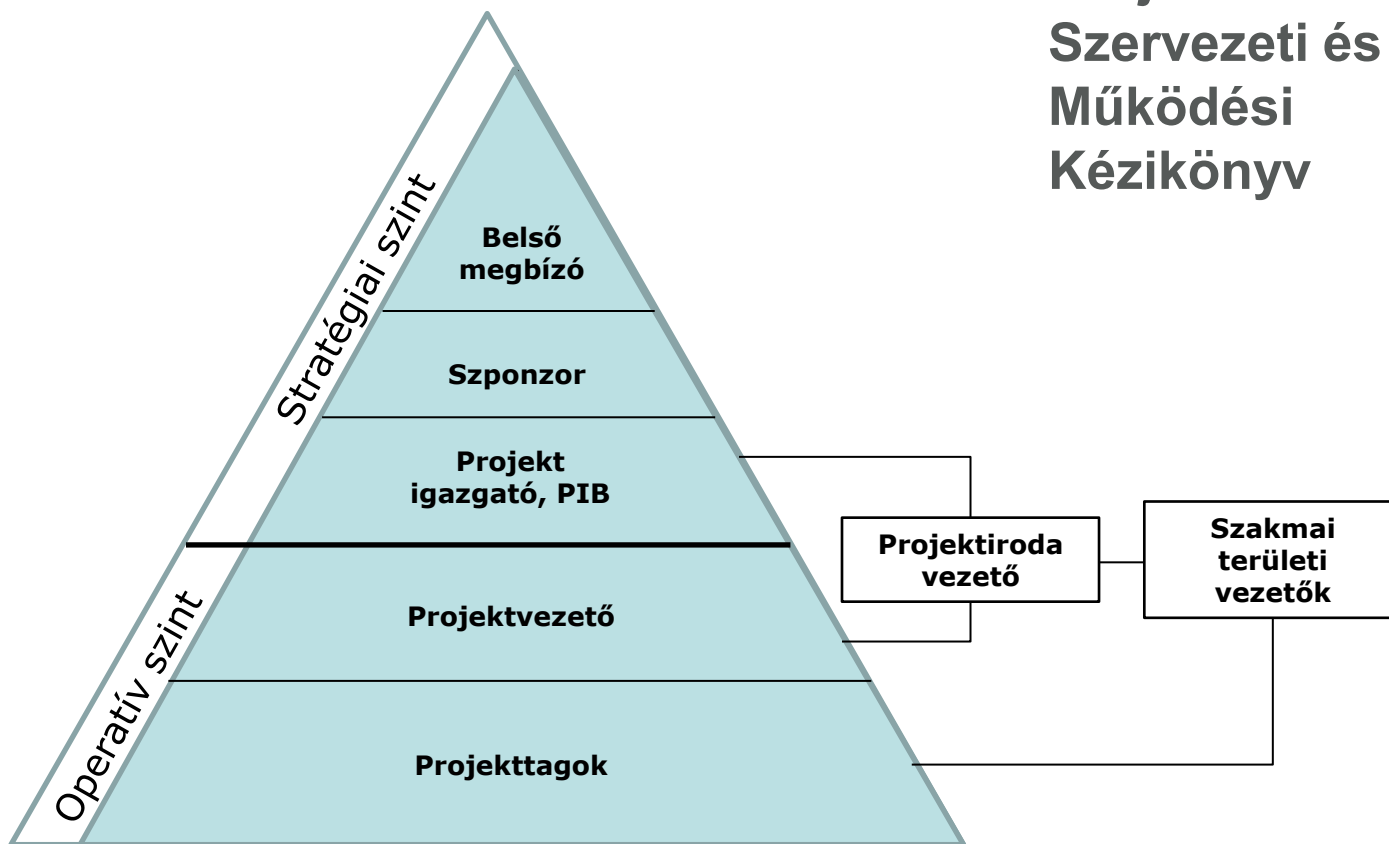 Szervezeti és
Működési
Kézikönyv
Stratégiai szint
Operatív szint
Belső
megbízó
Szponzor
Projekt
igazgató, PIB
Projektvezető
Projekttagok
Projektiroda
vezető
Szakmai
területi
vezetők